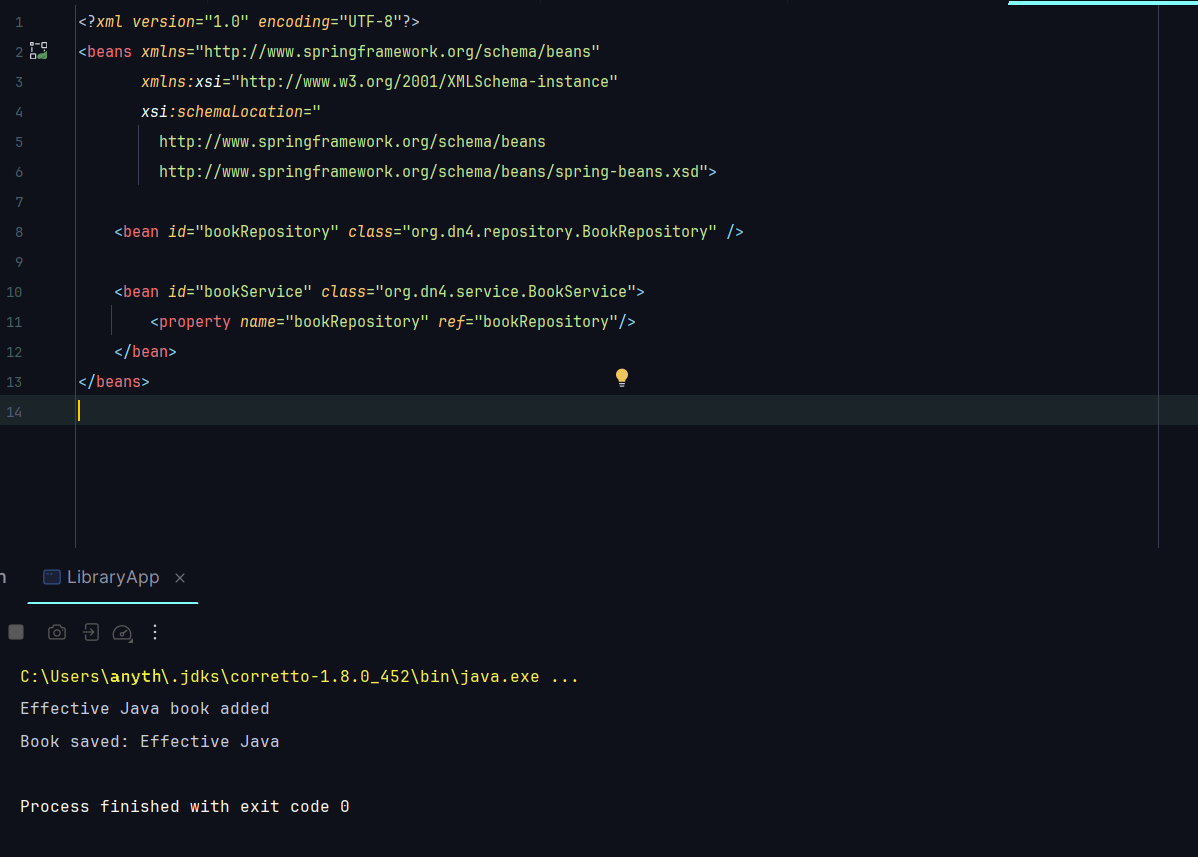 1 <?xml version="1.0" encoding="UTF-8"?>
2 <beans xmlns="http://www.springframework.org/schema/beans"
3 xmlns:xsi="http://www.w3.org/2001/XMLSchema-instance"
4 xsi:schemaLocation="
5 http://www.springframework.org/schema/beans
6 http://www.springframework.org/schema/beans/spring-beans.xsd">
7
8 <bean id="bookRepository" class="org.dn4.repository.BookRepository" />
9
10 <bean id="bookService" class="org.dn4.service.BookService">
11 <property name="bookRepository" ref="bookRepository"/>
12 </bean>
13 </beans>
14
n LibraryApp
C:\Users\anyth\.jdks\corretto-1.8.0_452\bin\java.exe ...
Effective Java book added
Book saved: Effective Java
Process finished with exit code 0